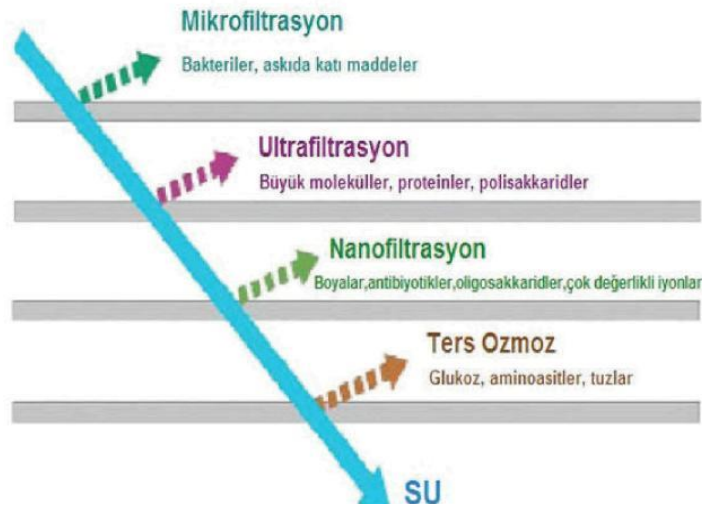 Mikrofiltrasyon
Bakteriler, askıda katı maddeler
Ultrafiltrasyon
Büyük moleküller, proteinler, polisakkaridler
Nanofiltrasyon
Boyalar,antibiyotikler,oligosakkaridler,çok değerlikli iyonlar
Ters Ozmoz
Glukoz, aminoasitler, tuzlar
SU